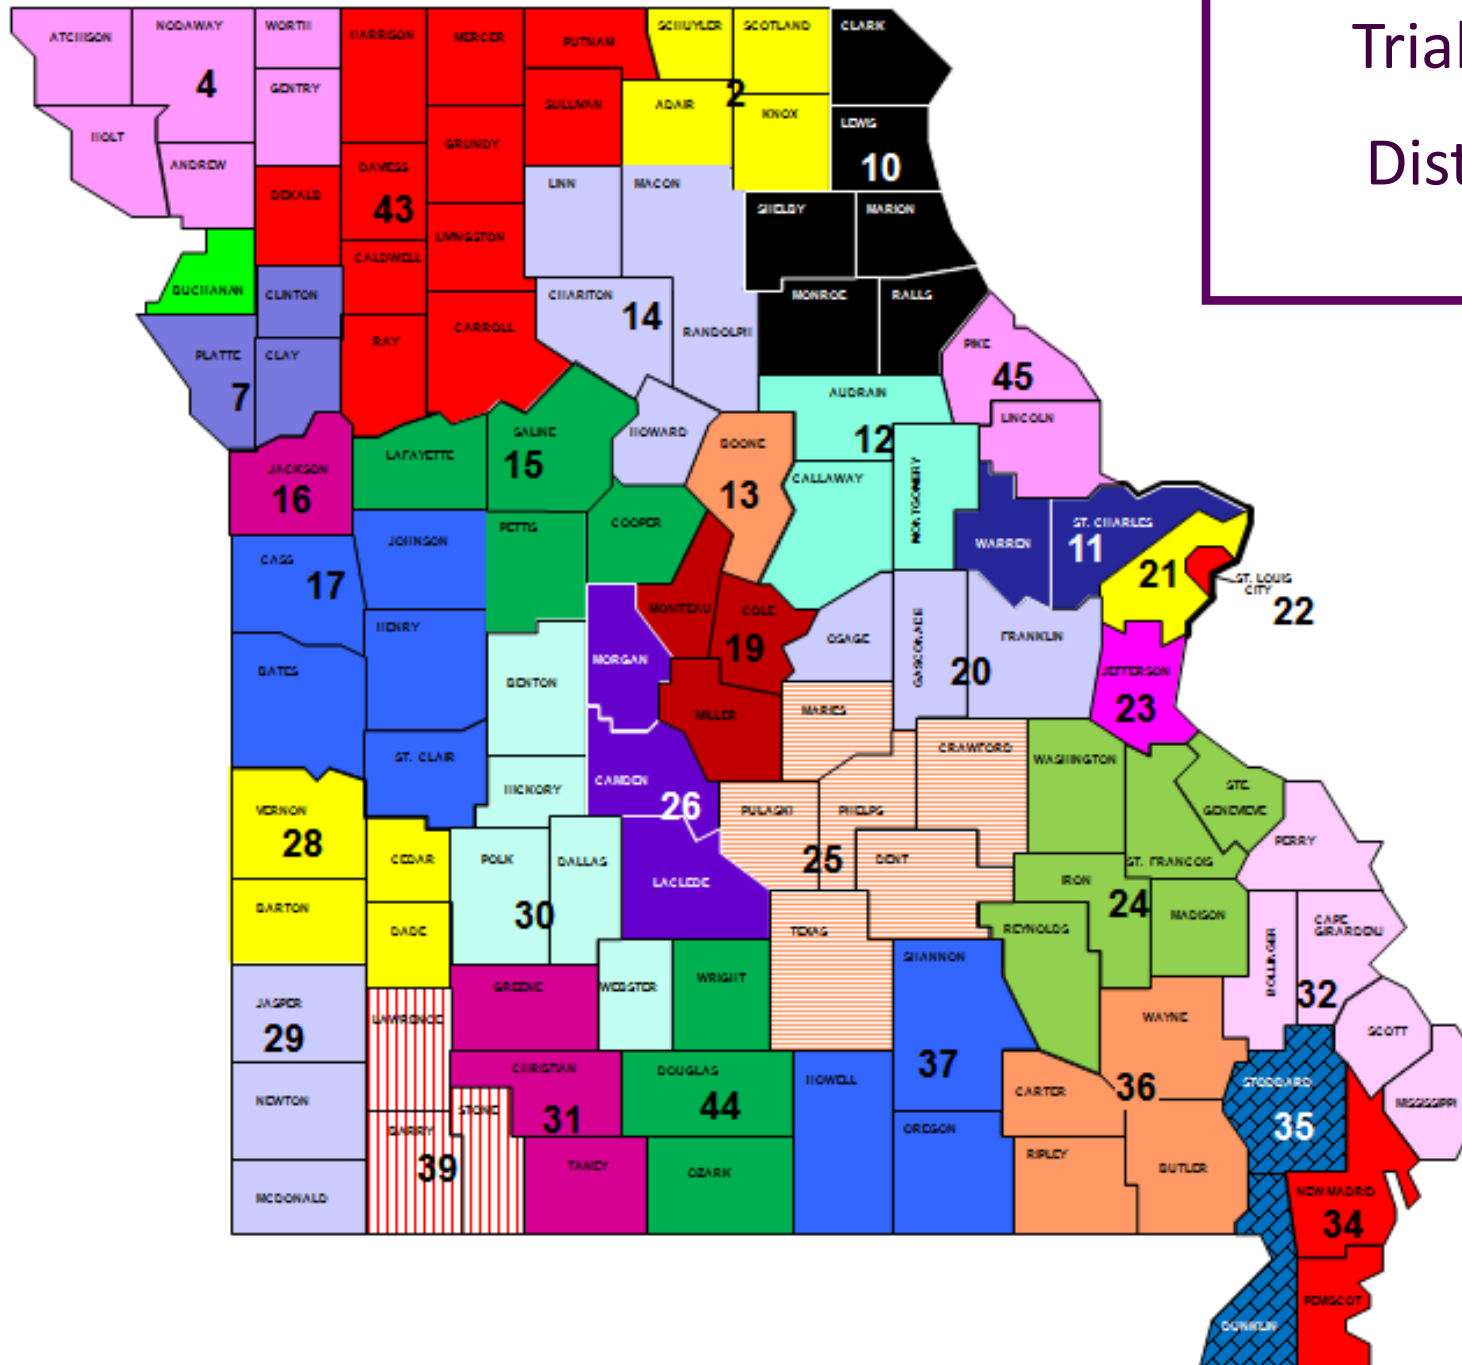 Trial
Dist
ATCHISON
NODAWAY
WORTH
HARRISON
MERCER
PUTNAM
SCHUYLER
SCOTLAND
CLARK
4
GENTRY
SULLIVAN
ADAIR
2
KNOX
LEWIS
HOLT
ANDREW
GRUNDY
10
DEKALB
DAVIESS
43
LINN
MACON
SHELBY
MARION
LIVINGSTON
CALDWELL
BUCHANAN
CLINTON
CHARITON
14
MONROE
RALLS
RANDOLPH
PLATTE
CLAY
RAY
CARROLL
PIKE
7
45
AUDRAIN
LINCOLN
SALINE
HOWARD
BOONE
12
LAFAYETTE
15
JACKSON
16
13
CALLAWAY
MONTGOMERY
PETTIS
COOPER
JOHNSON
WARREN
ST. CHARLES
11
CASS
17
21
ST. LOUIS
CITY
22
MONITEAU
COLE
19
HENRY
OSAGE
GASCONADE
FRANKLIN
20
BATES
BENTON
MORGAN
JEFFERSON
23
MILLER
MARIES
ST. CLAIR
CRAWFORD
WASHINGTON
HICKORY
CAMDEN
26
STE.
GENEVIEVE
VERNON
28
PULASKI
PHELPS
PERRY
CEDAR
POLK
DALLAS
25
DENT
ST. FRANCOIS
LACLEDE
IRON
24
BARTON
30
MADISON
CAPE
GIRARDEAU
DADE
TEXAS
REYNOLDS
BOLLINGER
SHANNON
GREENE
WEBSTER
WRIGHT
32
JASPER
29
LAWRENCE
WAYNE
SCOTT
CHRISTIAN
DOUGLAS
HOWELL
37
CARTER
36
STODDARD
NEWTON
STONE
31
44
MISSISSIPPI
BARRY
39
OREGON
35
TANEY
OZARK
RIPLEY
BUTLER
MCDONALD
NEW MADRID
34
PEMISCOT
DUNKLIN